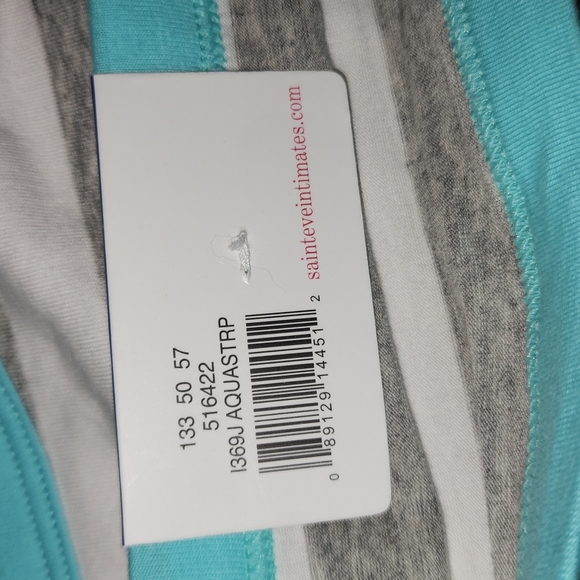 133 50 57
516422
I369J AQUASTRP
0 89129 14451 2
sainteveintimates.com